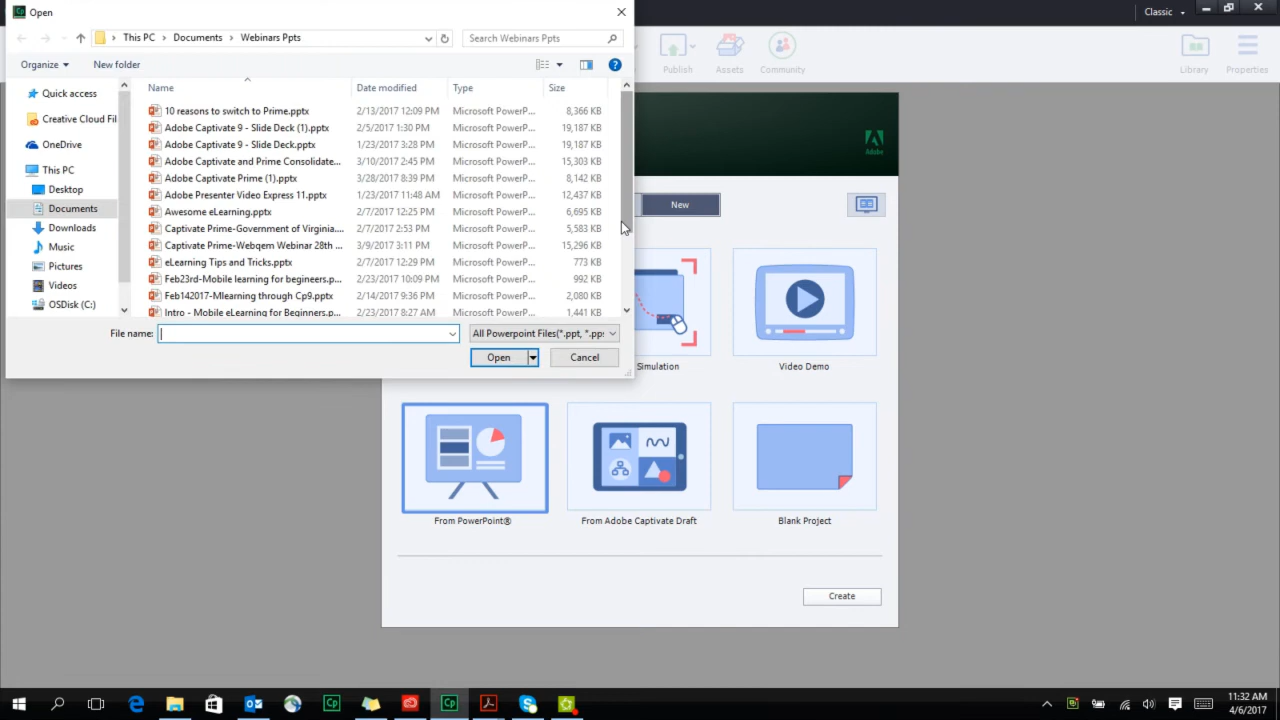 Cp Open
Classic
This PC Documents Webinars Ppts
Search Webinars Ppts
Organize New folder
Publish Assets Community Library Properties
Name Date modified Type Size
Quick access
Creative Cloud Fil
OneDrive
This PC
Desktop
Documents
Downloads
Music
Pictures
Videos
OSDisk (C:)
10 reasons to switch to Prime.pptx 2/13/2017 12:09 PM Microsoft PowerP... 8,366 KB
Adobe Captivate 9 - Slide Deck (1).pptx 2/5/2017 1:30 PM Microsoft PowerP... 19,187 KB
Adobe Captivate 9 - Slide Deck.pptx 1/23/2017 3:28 PM Microsoft PowerP... 19,187 KB
Adobe Captivate and Prime Consolidate... 3/10/2017 2:45 PM Microsoft PowerP... 15,303 KB
Adobe Captivate Prime (1).pptx 3/28/2017 8:39 PM Microsoft PowerP... 8,142 KB
Adobe Presenter Video Express 11.pptx 1/23/2017 11:48 AM Microsoft PowerP... 12,437 KB
Awesome eLearning.pptx 2/7/2017 12:25 PM Microsoft PowerP... 6,695 KB
Captivate Prime-Government of Virginia.... 2/7/2017 2:53 PM Microsoft PowerP... 5,583 KB
Captivate Prime-Webqem Webinar 28th ... 3/9/2017 3:11 PM Microsoft PowerP... 15,296 KB
eLearning Tips and Tricks.pptx 2/7/2017 12:29 PM Microsoft PowerP... 773 KB
Feb23rd-Mobile learning for begineers.p... 2/23/2017 10:09 PM Microsoft PowerP... 992 KB
Feb142017-Mlearning through Cp9.pptx 2/14/2017 9:36 PM Microsoft PowerP... 2,080 KB
Intro - Mobile eLearning for Beginners.p... 2/23/2017 8:27 AM Microsoft PowerP... 1,441 KB
File name: All Powerpoint Files(*.ppt, *.pps
Open Cancel
Adobe
New
Simulation Video Demo
From PowerPoint® From Adobe Captivate Draft Blank Project
Create
Cp Cp
11:32 AM
4/6/2017